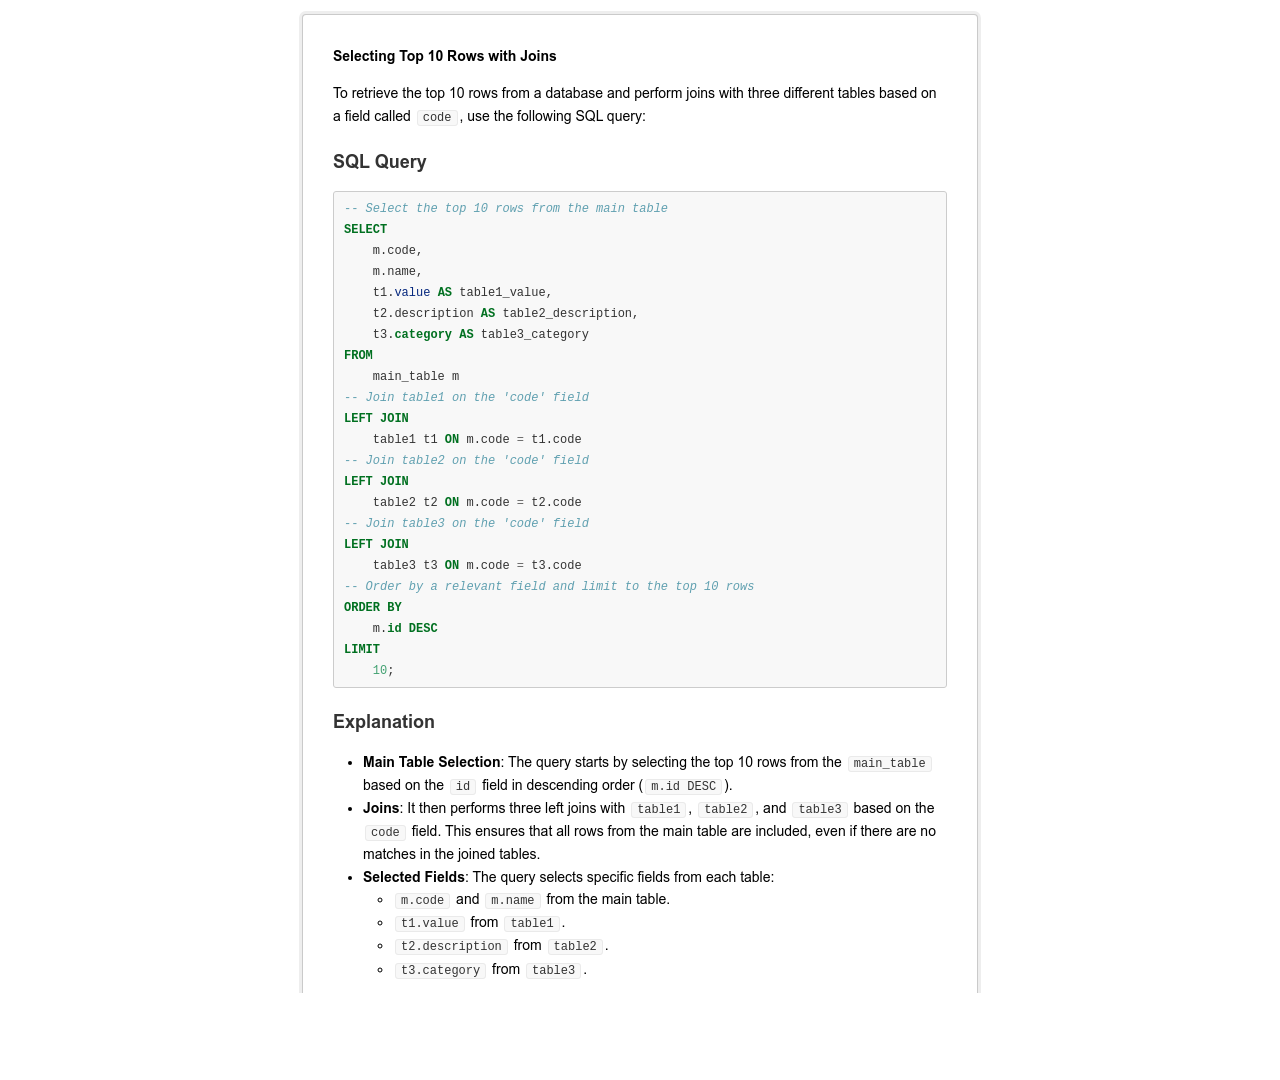 Selecting Top 10 Rows with Joins
To retrieve the top 10 rows from a database and perform joins with three different tables based on
a field called code, use the following SQL query:
SQL Query
-- Select the top 10 rows from the main table
SELECT
    m.code,
    m.name,
    t1.value AS table1_value,
    t2.description AS table2_description,
    t3.category AS table3_category
FROM
    main_table m
-- Join table1 on the 'code' field
LEFT JOIN
    table1 t1 ON m.code = t1.code
-- Join table2 on the 'code' field
LEFT JOIN
    table2 t2 ON m.code = t2.code
-- Join table3 on the 'code' field
LEFT JOIN
    table3 t3 ON m.code = t3.code
-- Order by a relevant field and limit to the top 10 rows
ORDER BY
    m.id DESC
LIMIT
    10;
Explanation
• Main Table Selection: The query starts by selecting the top 10 rows from the main_table
based on the id field in descending order (m.id DESC).
• Joins: It then performs three left joins with table1, table2, and table3 based on the
code field. This ensures that all rows from the main table are included, even if there are no
matches in the joined tables.
• Selected Fields: The query selects specific fields from each table:
◦ m.code and m.name from the main table.
◦ t1.value from table1.
◦ t2.description from table2.
◦ t3.category from table3.